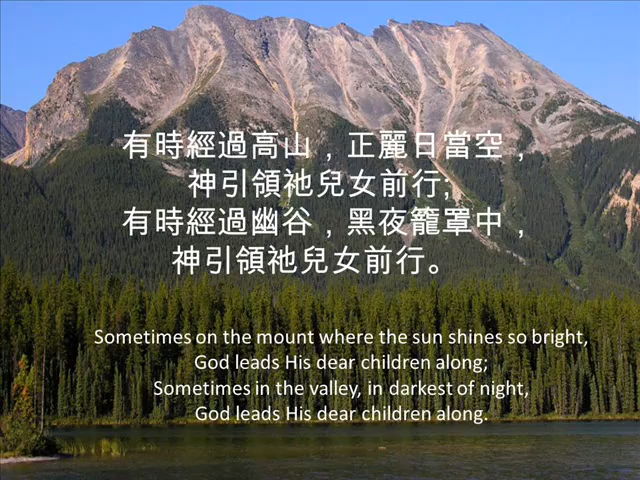 有時經過高山，正麗日當空，
神引領祂兒女前行;
有時經過幽谷，黑夜籠罩中，
神引領祂兒女前行。
Sometimes on the mount where the sun shines so bright,
God leads His dear children along;
Sometimes in the valley, in darkest of night,
God leads His dear children along.